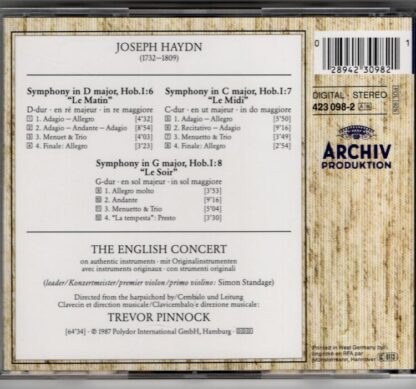 JOSEPH HAYDN
(1732–1809)
Symphony in D major, Hob.I:6
"Le Matin"
D-dur · en ré majeur · in re maggiore
1. Adagio – Allegro [4'32]
2. Adagio – Andante – Adagio [8'54]
3. Menuet & Trio [4'03]
4. Finale: Allegro [3'23]
Symphony in C major, Hob.I:7
"Le Midi"
C-dur · en ut majeur · in do maggiore
1. Adagio – Allegro [5'50]
2. Recitativo – Adagio [9'16]
3. Menuetto & Trio [3'49]
4. Finale: Allegro [2'54]
Symphony in G major, Hob.I:8
"Le Soir"
G-dur · en sol majeur · in sol maggiore
1. Allegro molto [3'53]
2. Andante [9'16]
3. Menuetto & Trio [5'04]
4. "La tempesta": Presto [3'30]
THE ENGLISH CONCERT
on authentic instruments · mit Originalinstrumenten
avec instruments originaux · con strumenti originali
(leader/Konzertmeister/premier violon/primo violino: Simon Standage)
Directed from the harpsichord by/Cembalo und Leitung
Clavecin et direction musicale/Clavicembalo e direzione musicale:
TREVOR PINNOCK
[64'34] ℗ 1987 Polydor International GmbH, Hamburg
0 28942 30982 1
DIGITAL · STEREO
423 098-2
ARCHIV
PRODUKTION
Printed in West Germany by/
Imprimé en RFA par